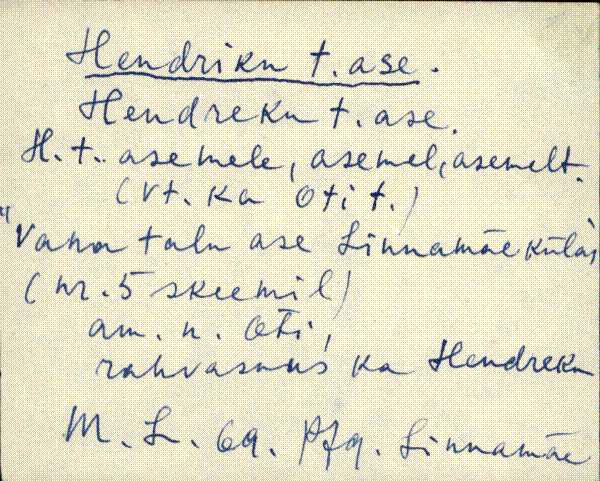 Hendriku t. ase.
Hendreku t. ase.
H. t. asemele, asemel, asemelt.
(vt. ka Oti t.)
"Vana talu ase Linnamäe külas
(nr. 5 skeemil)
am. n. Oti,
rahvasuus ka Hendreku
M. L. 69. Linnamäe